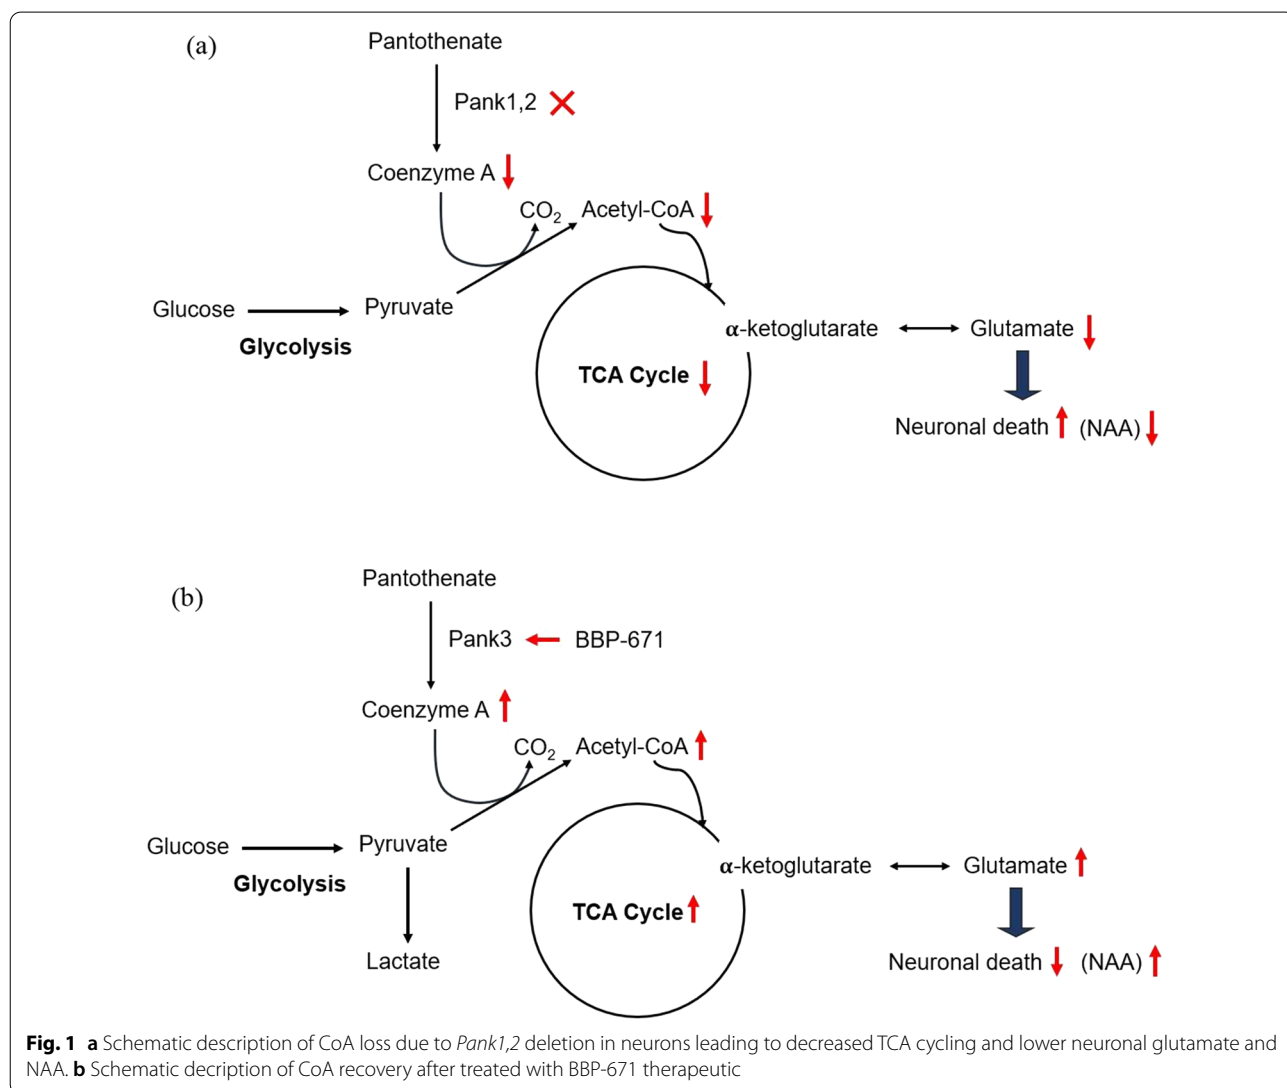 (a)
Pantothenate
Pank1,2
Coenzyme A
CO2
Acetyl-CoA
Glucose
Pyruvate
Glycolysis
α-ketoglutarate
Glutamate
TCA Cycle
Neuronal death
(NAA)
(b)
Pantothenate
Pank3
BBP-671
Coenzyme A
CO2
Acetyl-CoA
Glucose
Pyruvate
Glycolysis
α-ketoglutarate
Glutamate
TCA Cycle
Lactate
Neuronal death
(NAA)
Fig. 1 a Schematic description of CoA loss due to Pank1,2 deletion in neurons leading to decreased TCA cycling and lower neuronal glutamate and
NAA. b Schematic decription of CoA recovery after treated with BBP-671 therapeutic